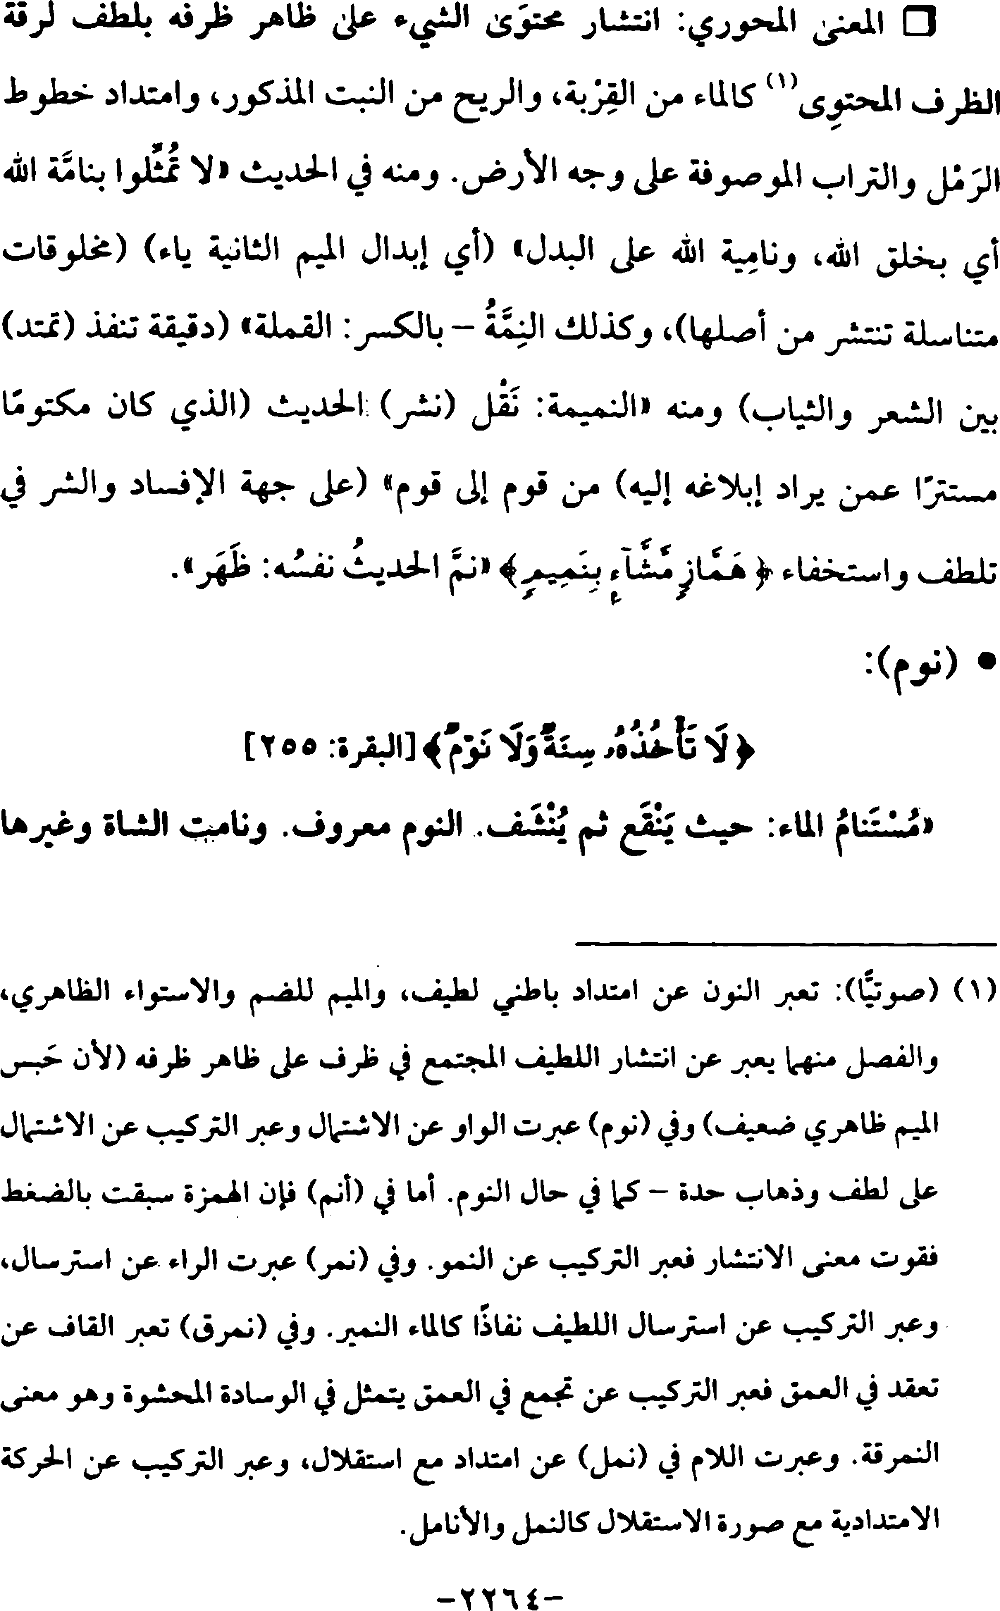 ❒ المعنى المحوري: انتشار محتوَى الشيء على ظاهر ظرفه بلطف لرقة
الظرف المحتوِى(١) كالماء من القِرْبة، والريح من النبت المذكور، وامتداد خطوط
الرَمْل والتراب الموصوفة على وجه الأرض. ومنه في الحديث «لا تُمَثِّلوا بنامَّة الله
أي بخلق الله، ونامِية الله على البدل» (أي إبدال الميم الثانية ياء) (مخلوقات
متناسلة تنتشر من أصلها)، وكذلك النِمَّةُ – بالكسر: القملة» (دقيقة تنفذ (تمتد)
بين الشعر والثياب) ومنه «النميمة: نَقْل (نشر) الحديث (الذي كان مكتومًا
مستترًا عمن يراد إبلاغه إليه) من قوم إلى قوم» (على جهة الإفساد والشر في
تلطف واستخفاء ﴿ هَمَّازٍ مَّشَّآءٍ بِنَمِيمٍ﴾ «نمَّ الحديثُ نفسُه: ظَهَر».
• (نوم):
﴿لَا تَأْخُذُهُۥ سِنَةٌ وَلَا نَوْمٌ﴾ [البقرة: ٢٥٥]
«مُسْتَنامُ الماء: حيث يَنْقَع ثم يُنْشَف. النوم معروف. ونامت الشاة وغيرها
(١) (صوتيًّا): تعبر النون عن امتداد باطني لطيف، والميم للضم والاستواء الظاهري،
والفصل منهما يعبر عن انتشار اللطيف المجتمع في ظرف على ظاهر ظرفه (لأن حَبس
الميم ظاهري ضعيف) وفي (نوم) عبرت الواو عن الاشتمال وعبر التركيب عن الاشتمال
على لطف وذهاب حدة – كما في حال النوم. أما في (أنم) فإن الهمزة سبقت بالضغط
فقوت معنى الانتشار فعبر التركيب عن النمو. وفي (نمر) عبرت الراء عن استرسال،
وعبر التركيب عن استرسال اللطيف نفاذًا كالماء النمير. وفي (نمرق) تعبر القاف عن
تعقد في العمق فعبر التركيب عن تجمع في العمق يتمثل في الوسادة المحشوة وهو معنى
النمرقة. وعبرت اللام في (نمل) عن امتداد مع استقلال، وعبر التركيب عن الحركة
الامتدادية مع صورة الاستقلال كالنمل والأنامل.
-٢٢٦٤-